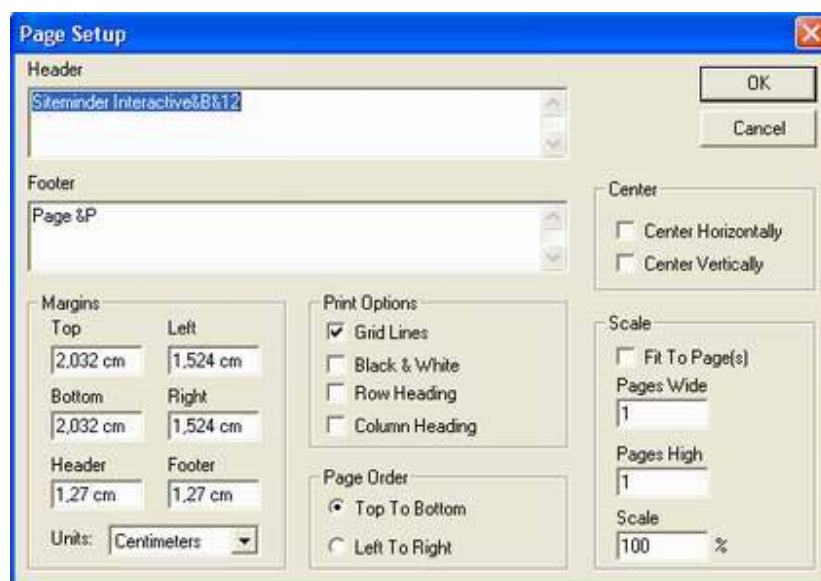 Page Setup
Header
Siteminder Interactive&B&12
OK
Cancel
Footer
Page &P
Center
Center Horizontally
Center Vertically
Margins
Top Left
2,032 cm 1,524 cm
Bottom Right
2,032 cm 1,524 cm
Header Footer
1,27 cm 1,27 cm
Units: Centimeters
Print Options
Grid Lines
Black & White
Row Heading
Column Heading
Page Order
Top To Bottom
Left To Right
Scale
Fit To Page(s)
Pages Wide
1
Pages High
1
Scale
100 %